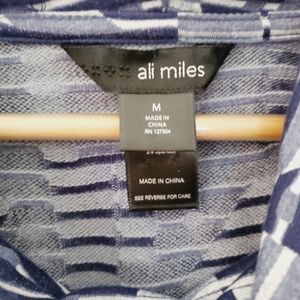 ali miles
M
MADE IN
CHINA
RN 127304
MADE IN CHINA
SEE REVERSE FOR CARE